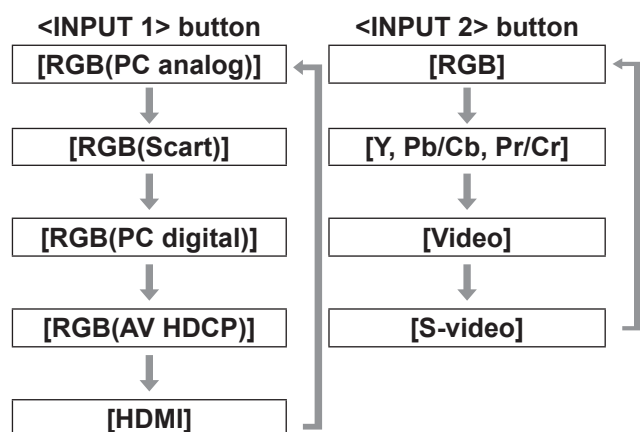 <INPUT 1> button
[RGB(PC analog)]
[RGB(Scart)]
[RGB(PC digital)]
[RGB(AV HDCP)]
[HDMI]
<INPUT 2> button
[RGB]
[Y, Pb/Cb, Pr/Cr]
[Video]
[S-video]